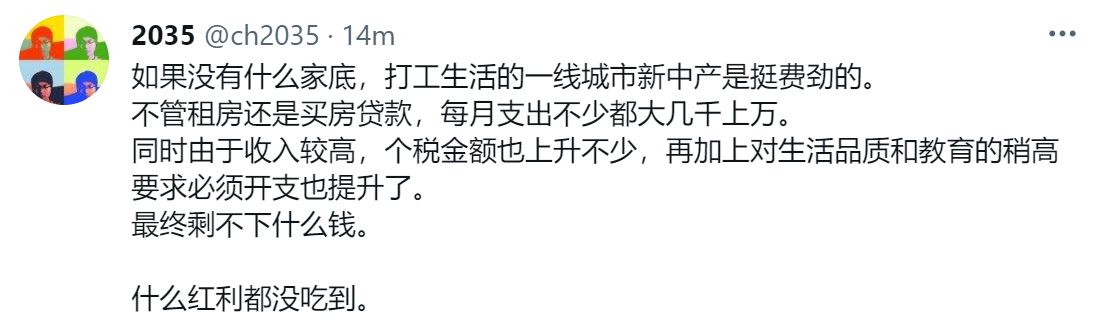 2035 @ch2035 · 14m
如果没有什么家底，打工生活的一线城市新中产是挺费劲的。
不管租房还是买房贷款，每月支出不少都大几千上万。
同时由于收入较高，个税金额也上升不少，再加上对生活品质和教育的稍高
要求必须开支也提升了。
最终剩不下什么钱。
什么红利都没吃到。